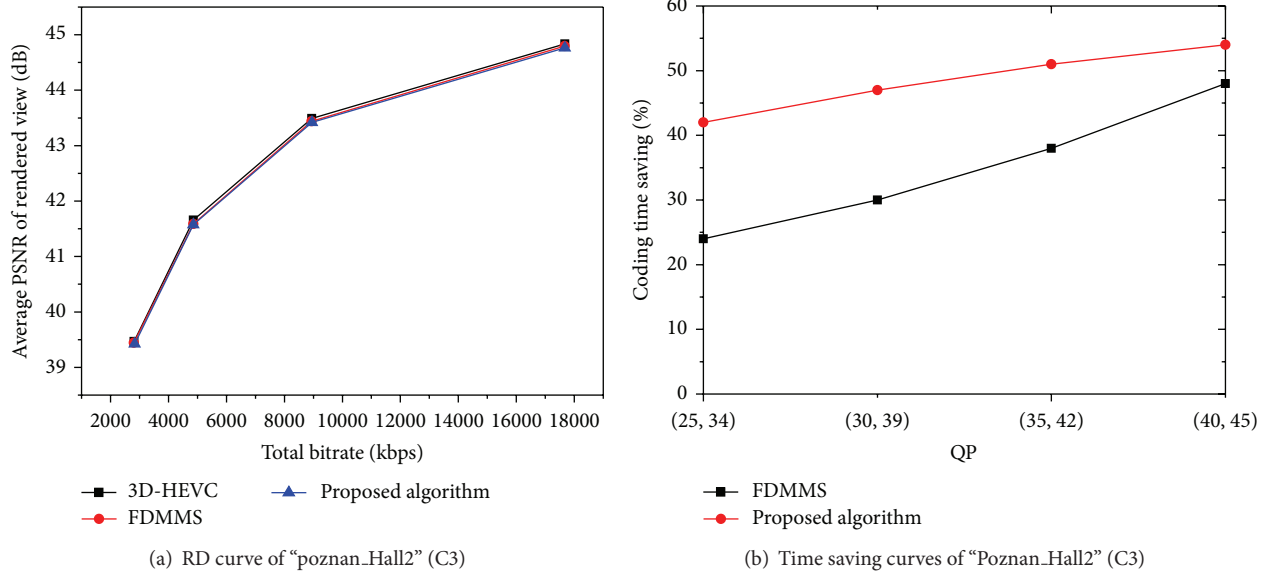 Average PSNR of rendered view (dB)
45
44
43
42
41
40
39
2000 4000 6000 8000 10000 12000 14000 16000 18000
Total bitrate (kbps)
3D-HEVC
FDMMS
Proposed algorithm
(a) RD curve of “poznan_Hall2” (C3)
Coding time saving (%)
60
50
40
30
20
10
0
(25, 34) (30, 39) (35, 42) (40, 45)
QP
FDMMS
Proposed algorithm
(b) Time saving curves of “Poznan_Hall2” (C3)